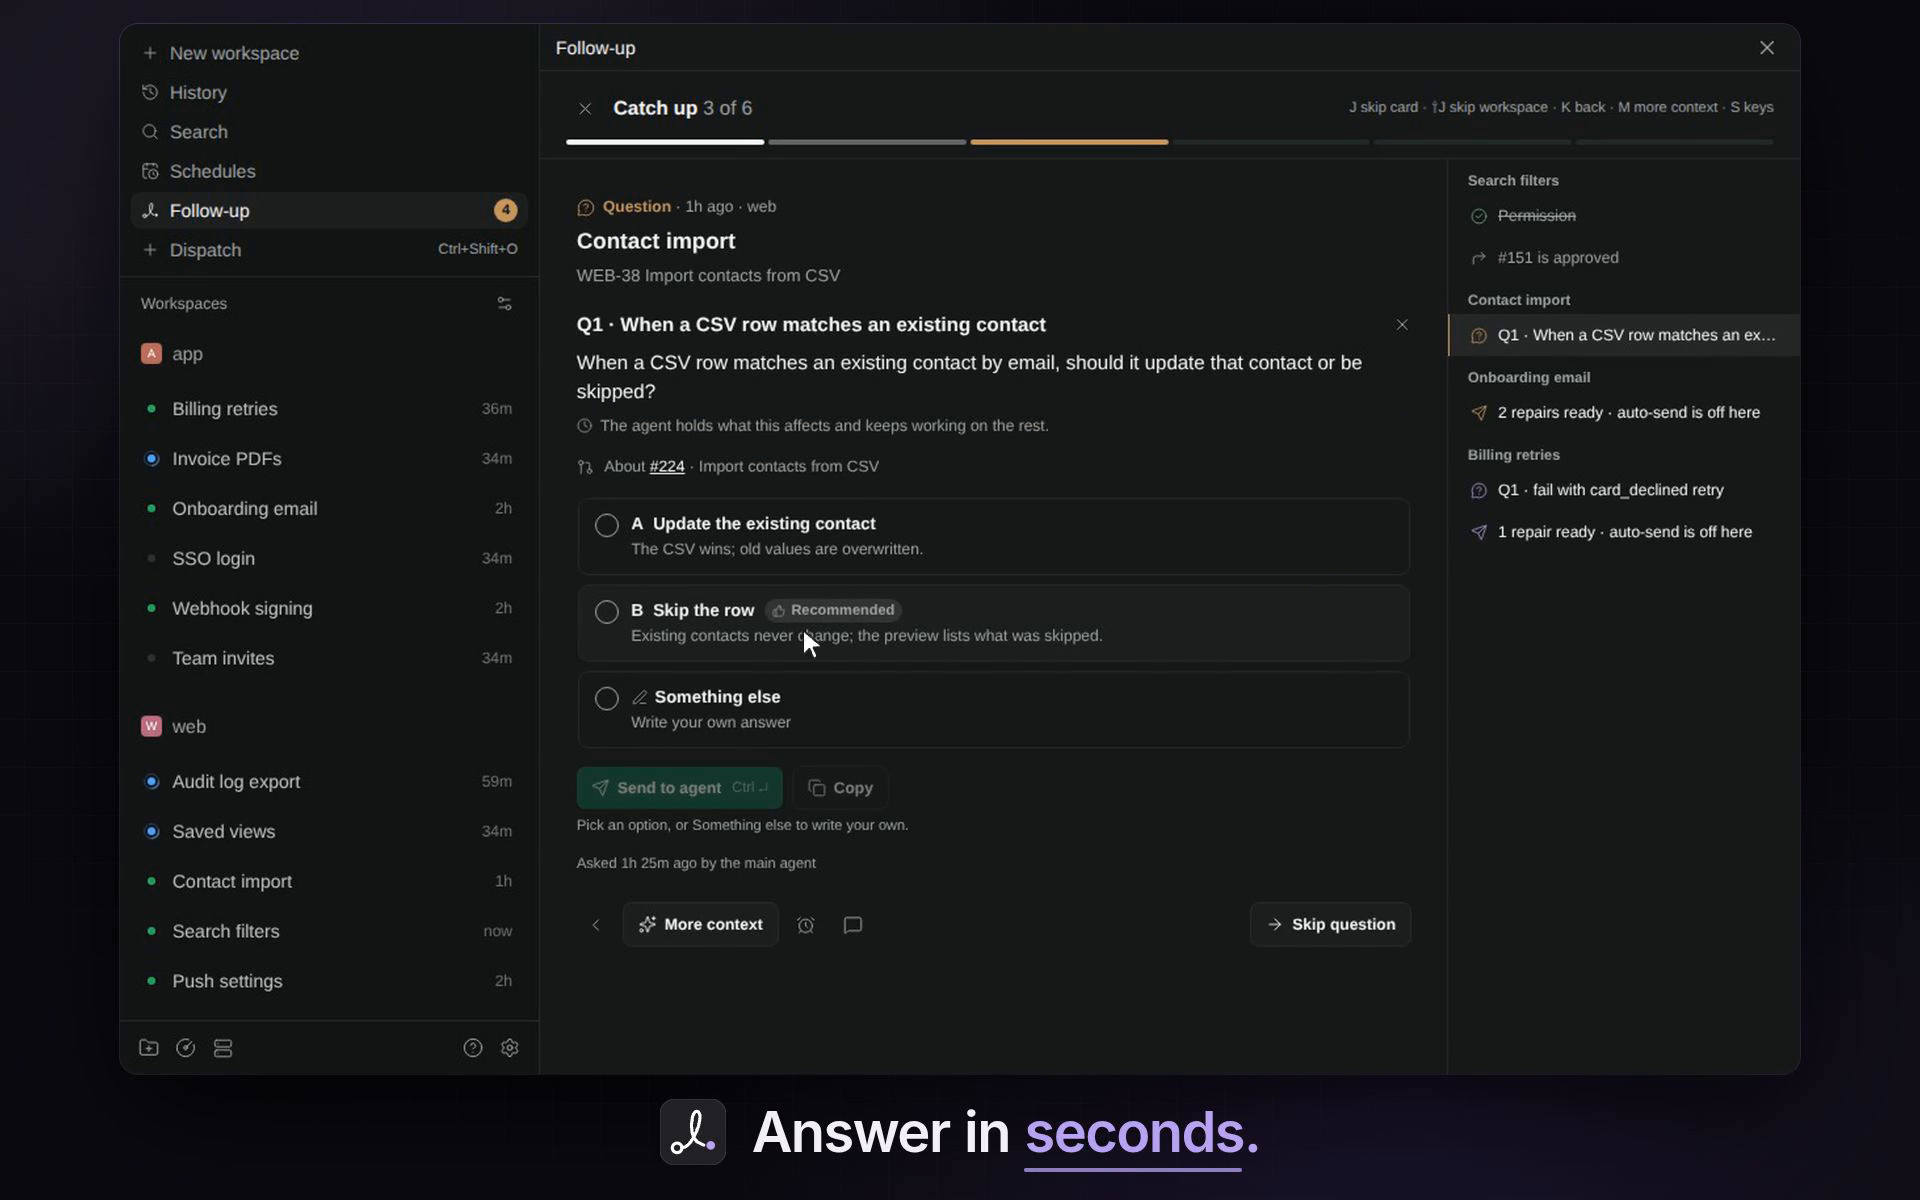 New workspace
History
Search
Schedules
Follow-up 4
Dispatch Ctrl+Shift+O
Workspaces
A app
Billing retries 36m
Invoice PDFs 34m
Onboarding email 2h
SSO login 34m
Webhook signing 2h
Team invites 34m
W web
Audit log export 59m
Saved views 34m
Contact import 1h
Search filters now
Push settings 2h
Follow-up
Catch up 3 of 6
J skip card · ⇧J skip workspace · K back · M more context · S keys
Question · 1h ago · web
Contact import
WEB-38 Import contacts from CSV
Q1 · When a CSV row matches an existing contact
When a CSV row matches an existing contact by email, should it update that contact or be
skipped?
The agent holds what this affects and keeps working on the rest.
About #224 · Import contacts from CSV
A Update the existing contact
The CSV wins; old values are overwritten.
B Skip the row Recommended
Existing contacts never change; the preview lists what was skipped.
Something else
Write your own answer
Send to agent Ctrl ↵
Copy
Pick an option, or Something else to write your own.
Asked 1h 25m ago by the main agent
More context
Skip question
Search filters
Permission
#151 is approved
Contact import
Q1 · When a CSV row matches an ex...
Onboarding email
2 repairs ready · auto-send is off here
Billing retries
Q1 · fail with card_declined retry
1 repair ready · auto-send is off here
Answer in seconds.